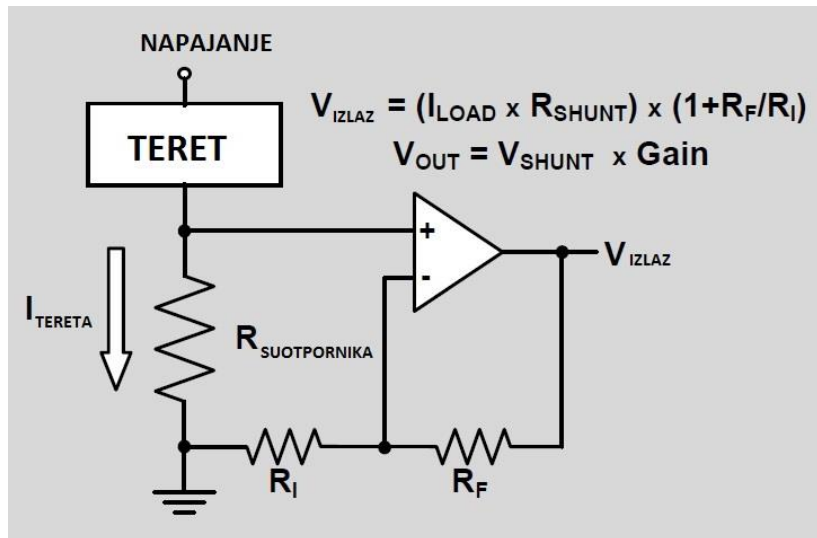 NAPAJANJE
V_IZLAZ = (I_LOAD x R_SHUNT) x (1+R_F/R_I)
TERET
V_OUT = V_SHUNT x Gain
+
-
V_IZLAZ
I_TERETA
R_SUOTPORNIKA
R_I
R_F